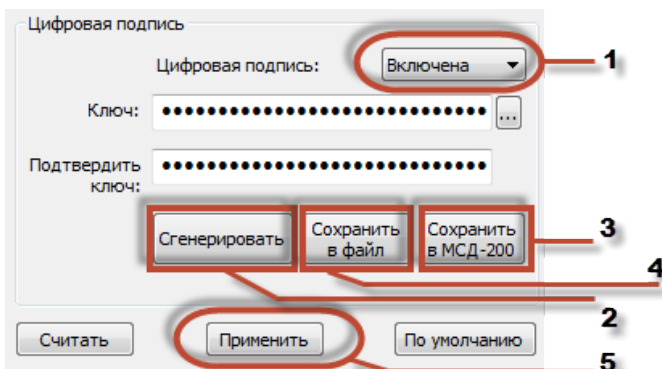 Цифровая подпись
Цифровая подпись: Включена 1
Ключ: ●●●●●●●●●●●●●●●●●●●●●●●●●●●●●● ...
Подтвердить
ключ: ●●●●●●●●●●●●●●●●●●●●●●●●●●●●●●
Сгенерировать
Сохранить
в файл
Сохранить
в МСД-200
3
4
2
Считать Применить По умолчанию
5